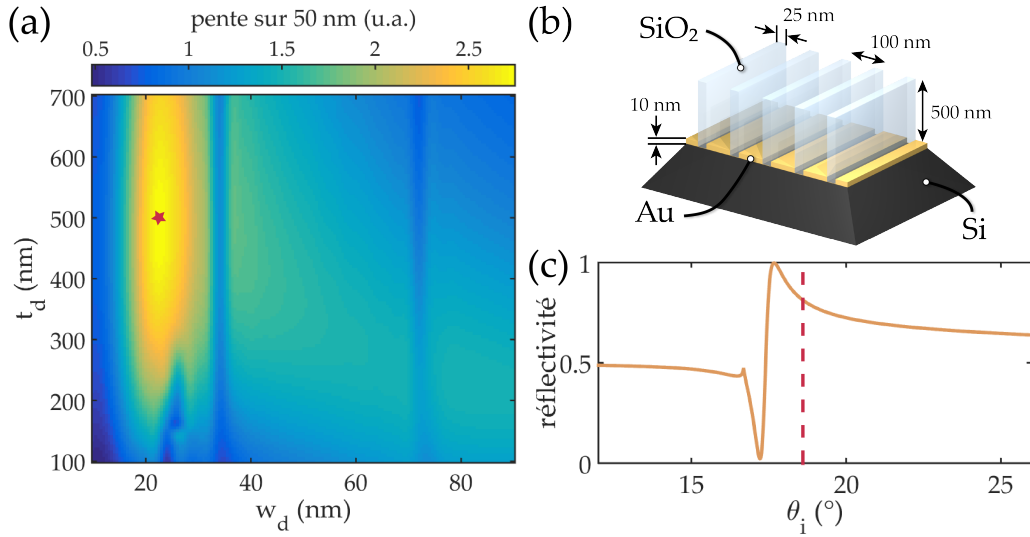 (a)
pente sur 50 nm (u.a.)
0.5 1 1.5 2 2.5
700
600
500
400
300
200
100
t_d (nm)
20 40 60 80
w_d (nm)
(b)
SiO₂
25 nm
100 nm
10 nm
500 nm
Au
Si
(c)
1
0.5
0
réflectivité
15 20 25
θ_i (°)